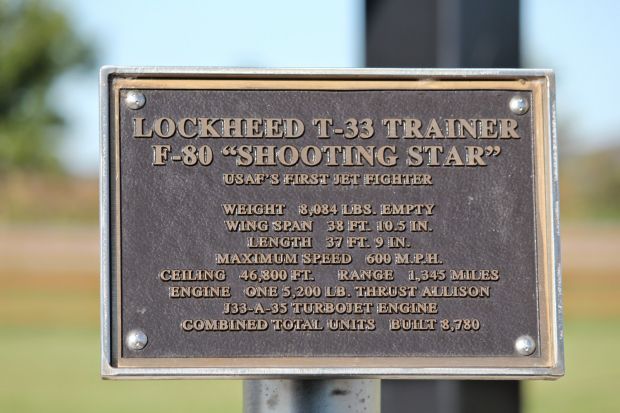 LOCKHEED T-33 TRAINER
F-80 "SHOOTING STAR"
USAF'S FIRST JET FIGHTER
WEIGHT 8,084 LBS. EMPTY
WING SPAN 38 FT. 10.5 IN.
LENGTH 37 FT. 9 IN.
MAXIMUM SPEED 600 M.P.H.
CEILING 46,800 FT. RANGE 1,345 MILES
ENGINE ONE 5,200 LB. THRUST ALLISON
J33-A-35 TURBOJET ENGINE
COMBINED TOTAL UNITS BUILT 8,780